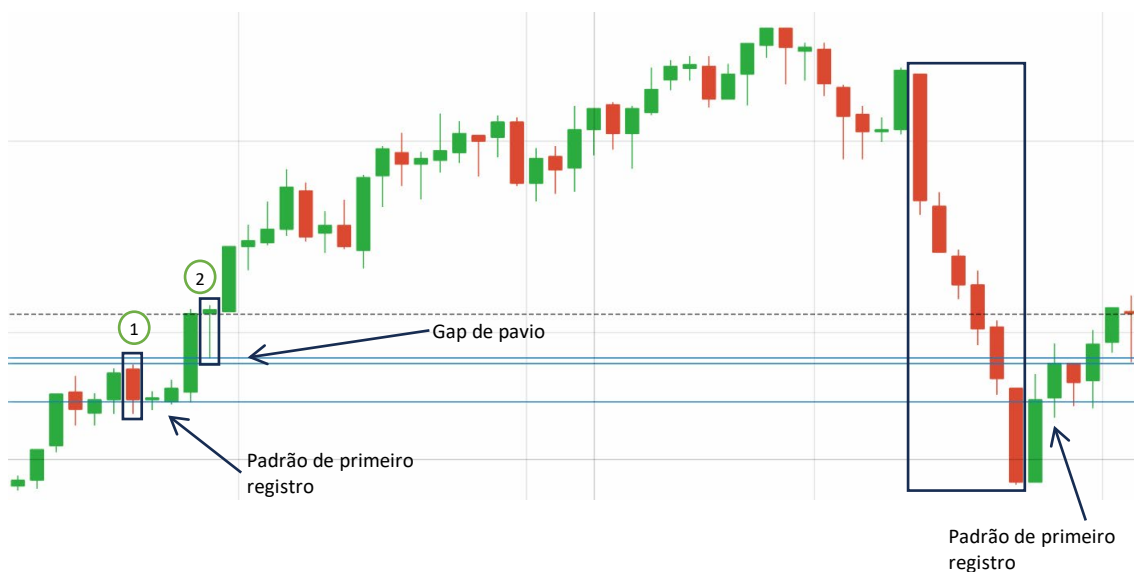 2
1
Gap de pavio
Padrão de primeiro
registro
Padrão de primeiro
registro